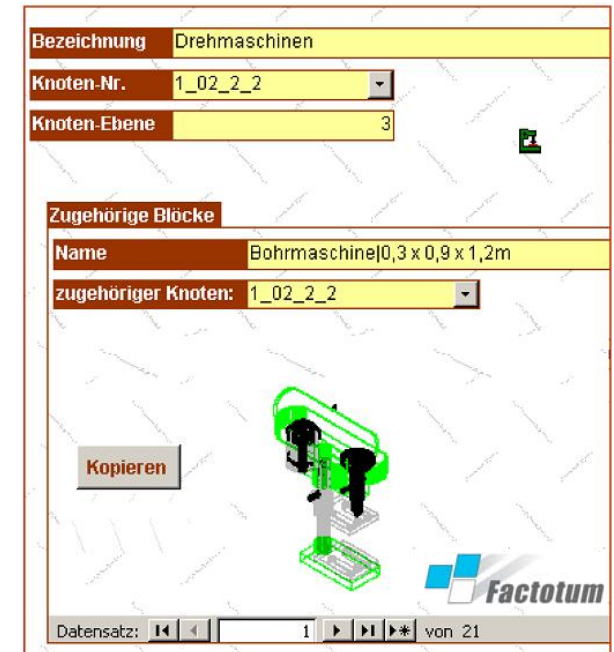 Bezeichnung Drehmaschinen
Knoten-Nr. 1_02_2_2
Knoten-Ebene 3
Zugehörige Blöcke
Name Bohrmaschine|0,3 x 0,9 x 1,2m
zugehöriger Knoten: 1_02_2_2
Kopieren
Factotum
Datensatz: 1 von 21